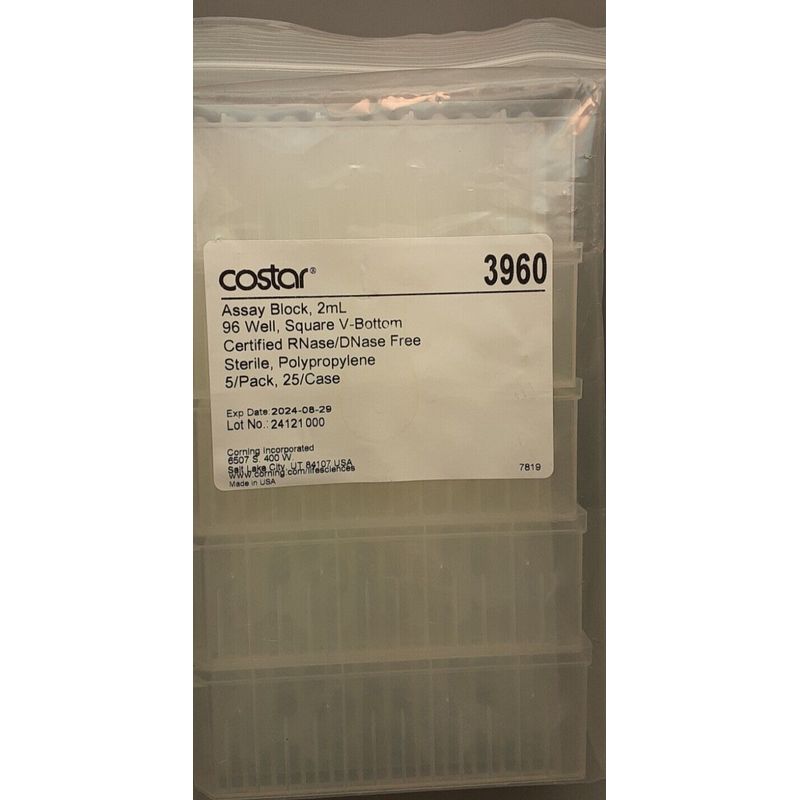 costar® 3960
Assay Block, 2mL
96 Well, Square V-Bottom
Certified RNase/DNase Free
Sterile, Polypropylene
5/Pack, 25/Case
Exp Date: 2024-08-29
Lot No.: 24121000
Corning Incorporated
6507 S. 400 W.
Salt Lake City, UT 84107 USA
www.corning.com/lifesciences
Made in USA 7819